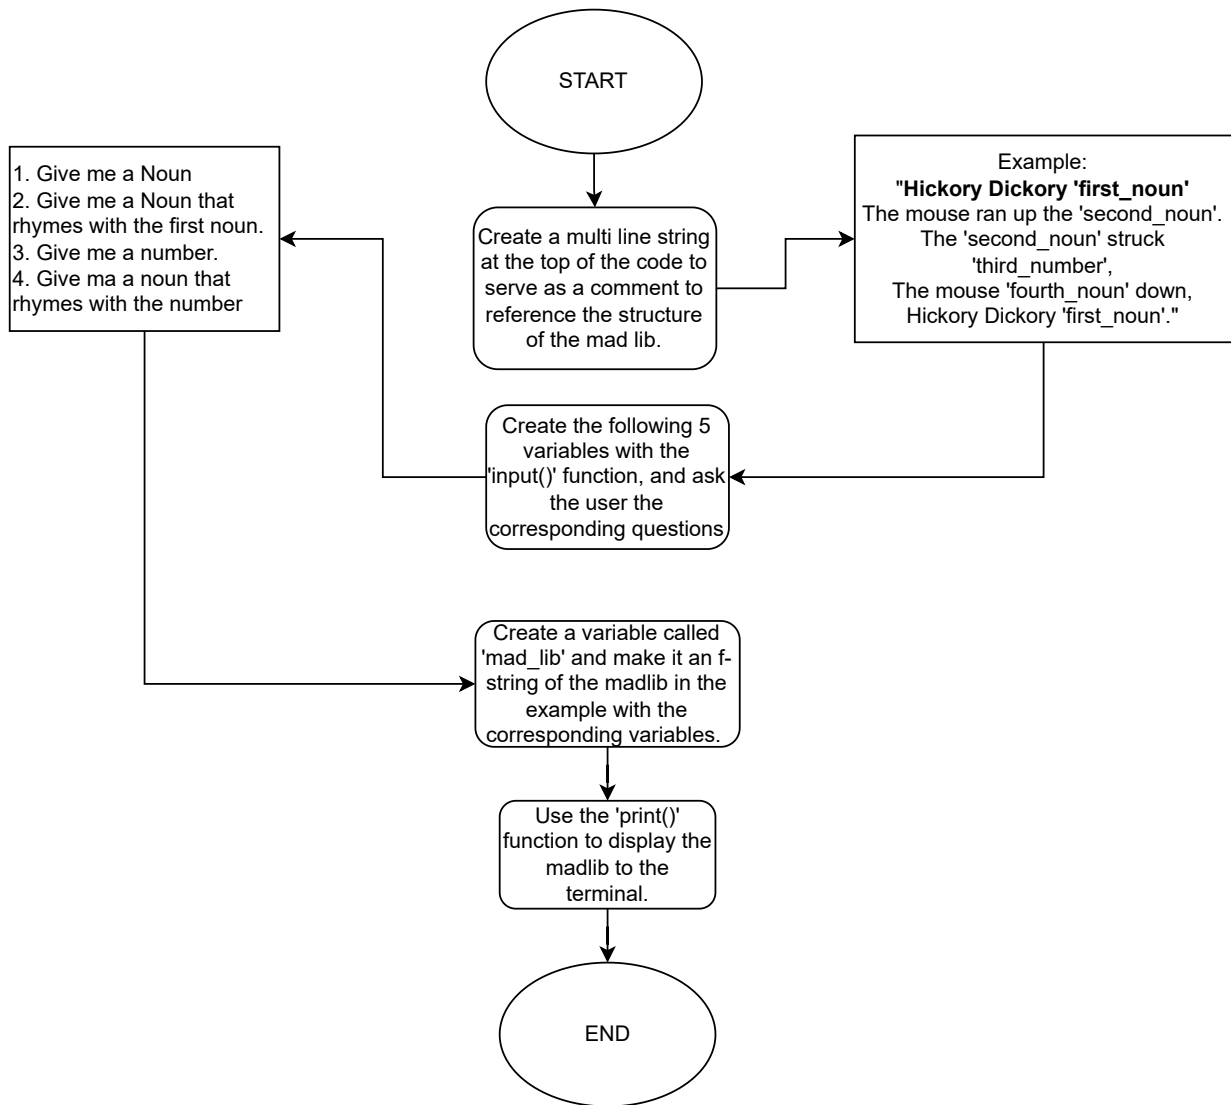 START
Create a multi line string
at the top of the code to
serve as a comment to
reference the structure
of the mad lib.
Example:
"Hickory Dickory 'first_noun'
The mouse ran up the 'second_noun'.
The 'second_noun' struck
'third_number',
The mouse 'fourth_noun' down,
Hickory Dickory 'first_noun'."
Create the following 5
variables with the
'input()' function, and ask
the user the
corresponding questions
1. Give me a Noun
2. Give me a Noun that
rhymes with the first noun.
3. Give me a number.
4. Give ma a noun that
rhymes with the number
Create a variable called
'mad_lib' and make it an f-
string of the madlib in the
example with the
corresponding variables.
Use the 'print()'
function to display the
madlib to the
terminal.
END